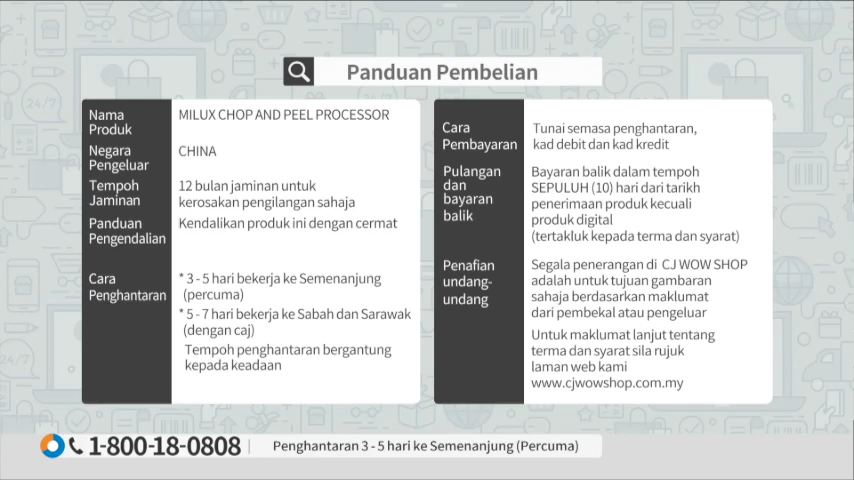 Panduan Pembelian
Nama
Produk
MILUX CHOP AND PEEL PROCESSOR
Negara
Pengeluar
CHINA
Tempoh
Jaminan
12 bulan jaminan untuk
kerosakan pengilangan sahaja
Panduan
Pengendalian
Kendalikan produk ini dengan cermat
Cara
Penghantaran
* 3 - 5 hari bekerja ke Semenanjung
(percuma)
* 5 - 7 hari bekerja ke Sabah dan Sarawak
(dengan caj)
Tempoh penghantaran bergantung
kepada keadaan
Cara
Pembayaran
Tunai semasa penghantaran,
kad debit dan kad kredit
Pulangan
dan
bayaran
balik
Bayaran balik dalam tempoh
SEPULUH (10) hari dari tarikh
penerimaan produk kecuali
produk digital
(tertakluk kepada terma dan syarat)
Penafian
undang-
undang
Segala penerangan di CJ WOW SHOP
adalah untuk tujuan gambaran
sahaja berdasarkan maklumat
dari pembekal atau pengeluar
Untuk maklumat lanjut tentang
terma dan syarat sila rujuk
laman web kami
www.cjwowshop.com.my
1-800-18-0808
Penghantaran 3 - 5 hari ke Semenanjung (Percuma)
24/7
24/7